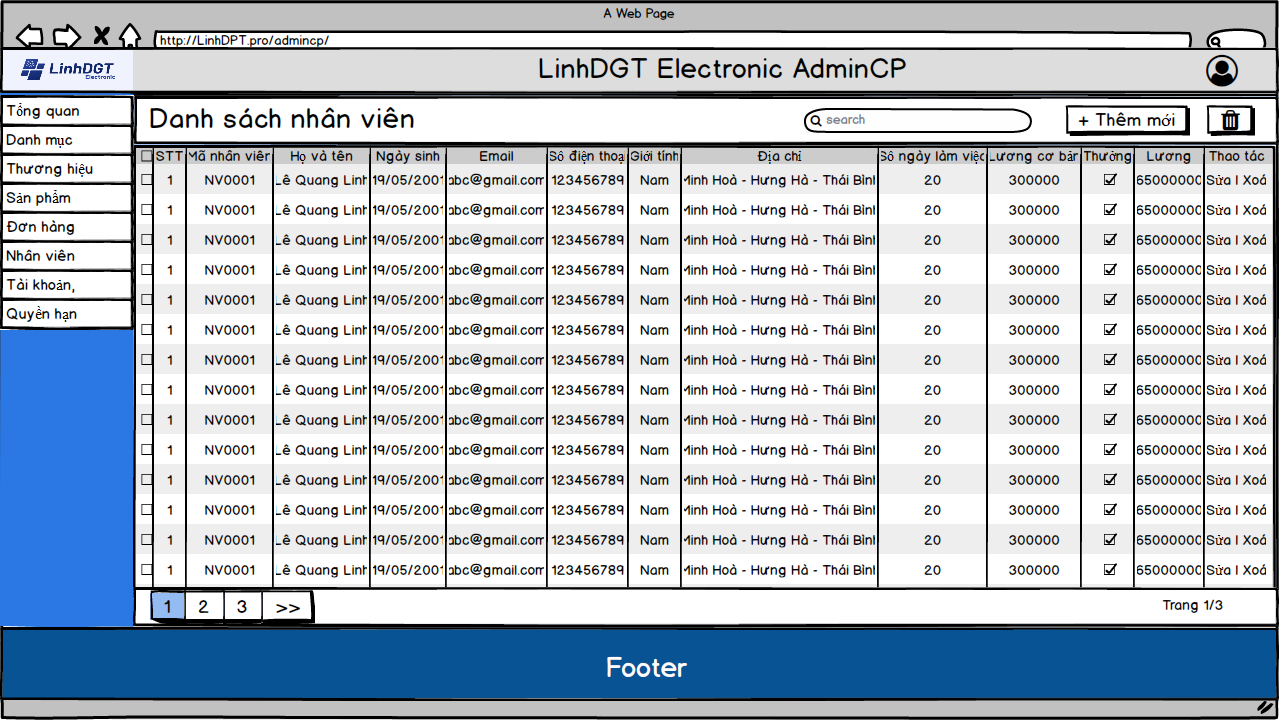 A Web Page
http://LinhDPT.pro/admincp/
LinhDGT
Electronic
LinhDGT Electronic AdminCP
Tổng quan
Danh mục
Thương hiệu
Sản phẩm
Đơn hàng
Nhân viên
Tài khoản,
Quyền hạn
Danh sách nhân viên
search
+ Thêm mới
STT Mã nhân viên Họ và tên Ngày sinh Email Số điện thoại Giới tính Địa chỉ Số ngày làm việc Lương cơ bản Thưởng Lương Thao tác
1 NV0001 Lê Quang Linh 19/05/2001 abc@gmail.com 123456789 Nam Minh Hoà - Hưng Hà - Thái Bình 20 300000 65000000 Sửa | Xoá
1 NV0001 Lê Quang Linh 19/05/2001 abc@gmail.com 123456789 Nam Minh Hoà - Hưng Hà - Thái Bình 20 300000 65000000 Sửa | Xoá
1 NV0001 Lê Quang Linh 19/05/2001 abc@gmail.com 123456789 Nam Minh Hoà - Hưng Hà - Thái Bình 20 300000 65000000 Sửa | Xoá
1 NV0001 Lê Quang Linh 19/05/2001 abc@gmail.com 123456789 Nam Minh Hoà - Hưng Hà - Thái Bình 20 300000 65000000 Sửa | Xoá
1 NV0001 Lê Quang Linh 19/05/2001 abc@gmail.com 123456789 Nam Minh Hoà - Hưng Hà - Thái Bình 20 300000 65000000 Sửa | Xoá
1 NV0001 Lê Quang Linh 19/05/2001 abc@gmail.com 123456789 Nam Minh Hoà - Hưng Hà - Thái Bình 20 300000 65000000 Sửa | Xoá
1 NV0001 Lê Quang Linh 19/05/2001 abc@gmail.com 123456789 Nam Minh Hoà - Hưng Hà - Thái Bình 20 300000 65000000 Sửa | Xoá
1 NV0001 Lê Quang Linh 19/05/2001 abc@gmail.com 123456789 Nam Minh Hoà - Hưng Hà - Thái Bình 20 300000 65000000 Sửa | Xoá
1 NV0001 Lê Quang Linh 19/05/2001 abc@gmail.com 123456789 Nam Minh Hoà - Hưng Hà - Thái Bình 20 300000 65000000 Sửa | Xoá
1 NV0001 Lê Quang Linh 19/05/2001 abc@gmail.com 123456789 Nam Minh Hoà - Hưng Hà - Thái Bình 20 300000 65000000 Sửa | Xoá
1 NV0001 Lê Quang Linh 19/05/2001 abc@gmail.com 123456789 Nam Minh Hoà - Hưng Hà - Thái Bình 20 300000 65000000 Sửa | Xoá
1 NV0001 Lê Quang Linh 19/05/2001 abc@gmail.com 123456789 Nam Minh Hoà - Hưng Hà - Thái Bình 20 300000 65000000 Sửa | Xoá
1 NV0001 Lê Quang Linh 19/05/2001 abc@gmail.com 123456789 Nam Minh Hoà - Hưng Hà - Thái Bình 20 300000 65000000 Sửa | Xoá
1 NV0001 Lê Quang Linh 19/05/2001 abc@gmail.com 123456789 Nam Minh Hoà - Hưng Hà - Thái Bình 20 300000 65000000 Sửa | Xoá
1 2 3 >>
Trang 1/3
Footer